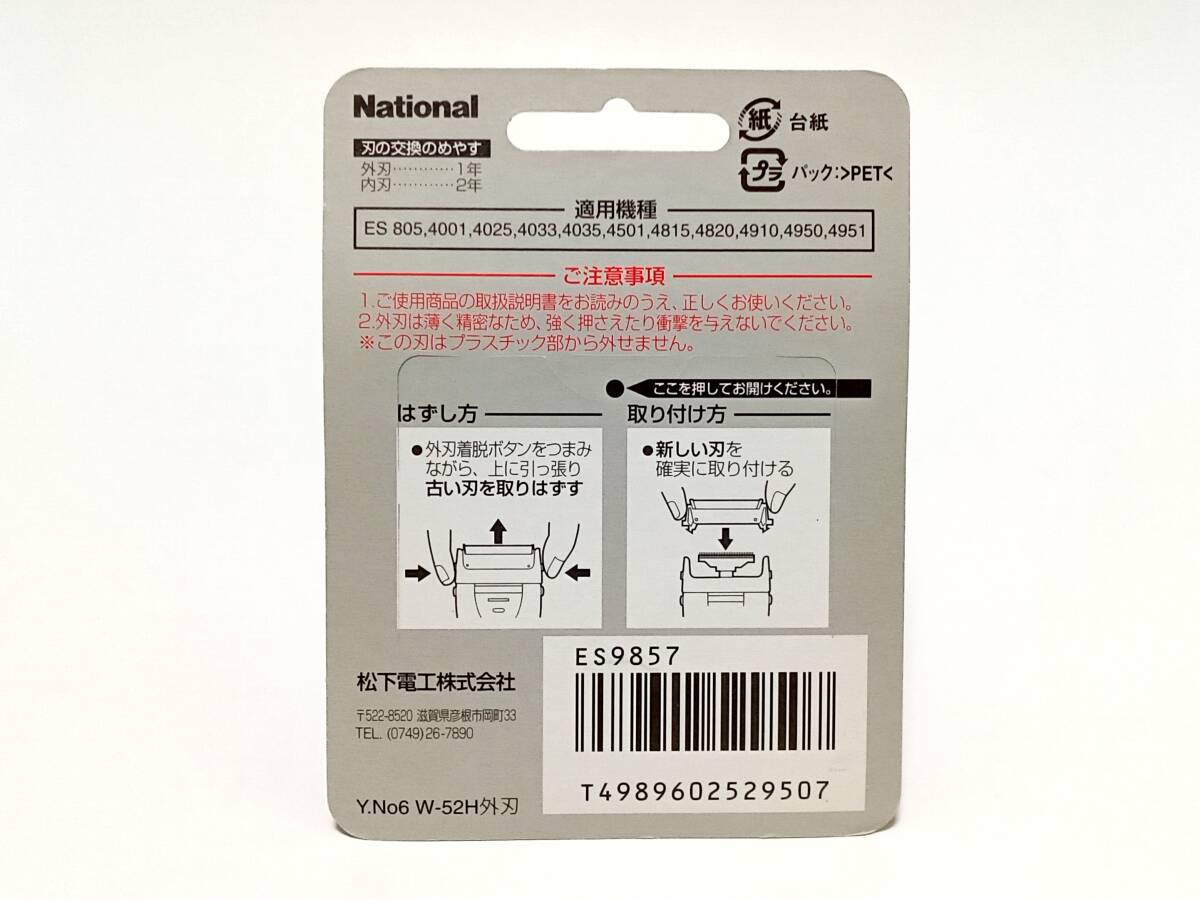 National
刃の交換のめやす
外刃…………1年
内刃…………2年
紙 台紙
プラ パック:>PET<
適用機種
ES 805,4001,4025,4033,4035,4501,4815,4820,4910,4950,4951
ご注意事項
1.ご使用商品の取扱説明書をお読みのうえ、正しくお使いください。
2.外刃は薄く精密なため、強く押さえたり衝撃を与えないでください。
※この刃はプラスチック部から外せません。
ここを押してお開けください。
はずし方
●外刃着脱ボタンをつまみ
ながら、上に引っ張り
古い刃を取りはずす
取り付け方
●新しい刃を
確実に取り付ける
松下電工株式会社
〒522-8520 滋賀県彦根市岡町33
TEL. (0749)26-7890
Y.No6 W-52H外刃
ES9857
T4989602529507